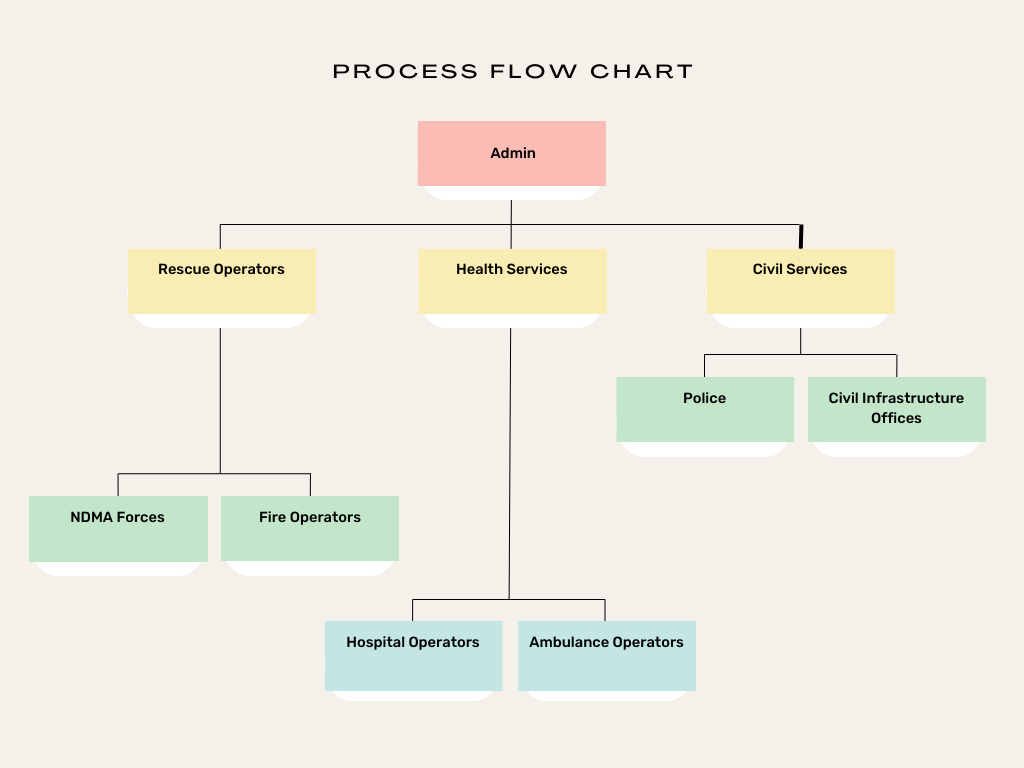 PROCESS FLOW CHART
Admin
Rescue Operators
Health Services
Civil Services
Police
Civil Infrastructure
Offices
NDMA Forces
Fire Operators
Hospital Operators
Ambulance Operators